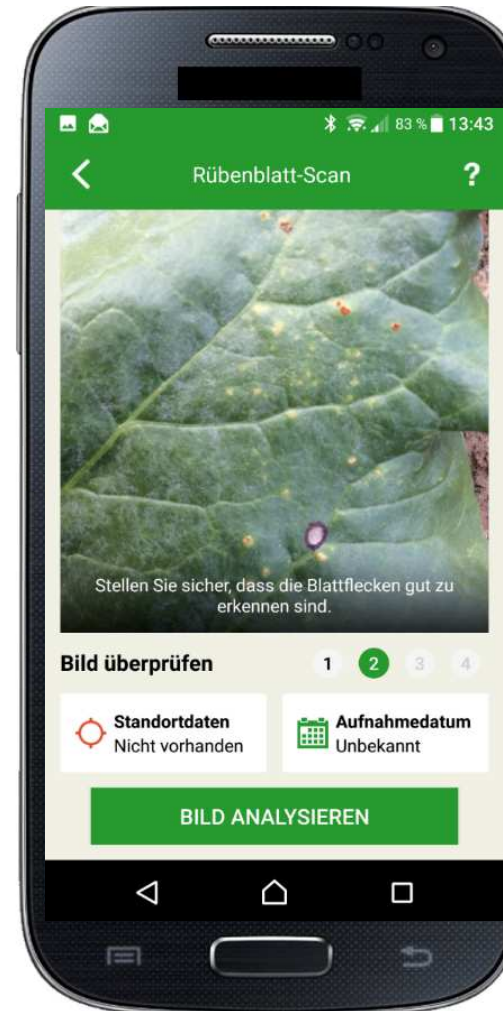 83 % 13:43
Rübenblatt-Scan ?
Stellen Sie sicher, dass die Blattflecken gut zu
erkennen sind.
Bild überprüfen 1 2 3 4
Standortdaten
Nicht vorhanden
Aufnahmedatum
Unbekannt
BILD ANALYSIEREN